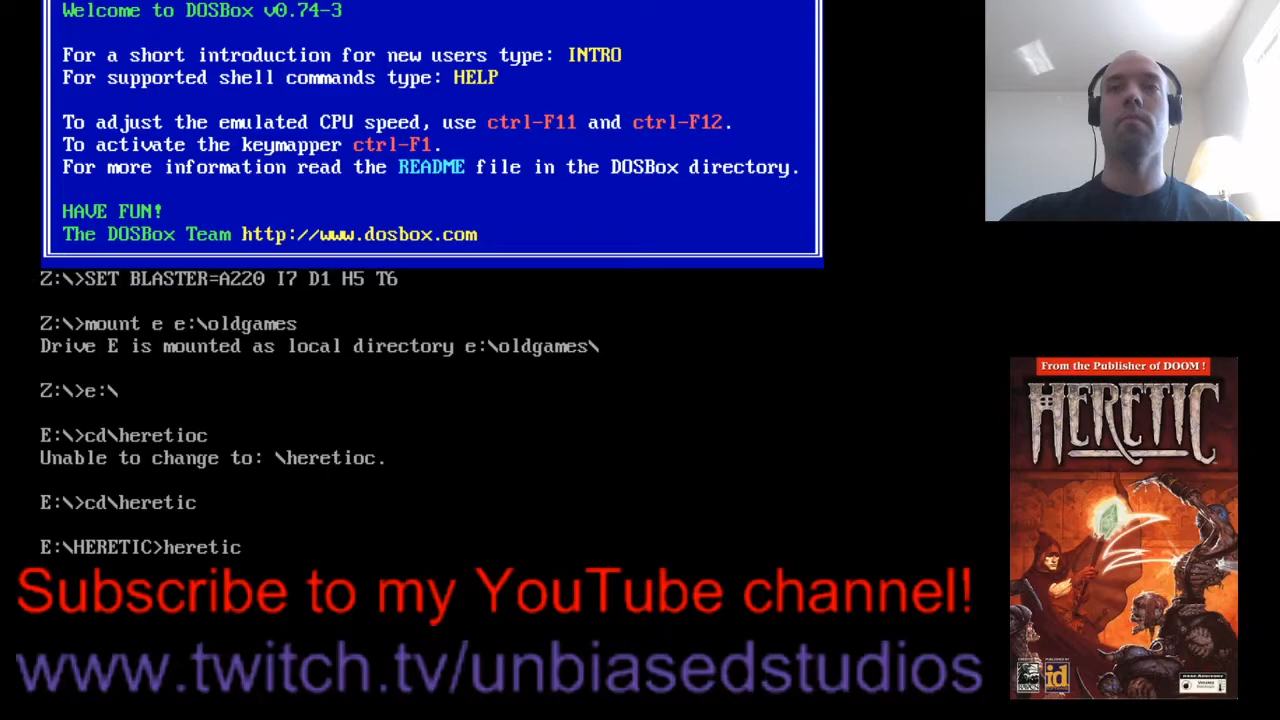 Welcome to DOSBox v0.74-3
For a short introduction for new users type: INTRO
For supported shell commands type: HELP
To adjust the emulated CPU speed, use ctrl-F11 and ctrl-F12.
To activate the keymapper ctrl-F1.
For more information read the README file in the DOSBox directory.
HAVE FUN!
The DOSBox Team http://www.dosbox.com
Z:\>SET BLASTER=A220 I7 D1 H5 T6
Z:\>mount e e:\oldgames
Drive E is mounted as local directory e:\oldgames\
Z:\>e:\
E:\>cd\heretioc
Unable to change to: \heretioc.
E:\>cd\heretic
E:\HERETIC>heretic
From the Publisher of DOOM !
HERETIC
id
Subscribe to my YouTube channel!
www.twitch.tv/unbiasedstudios